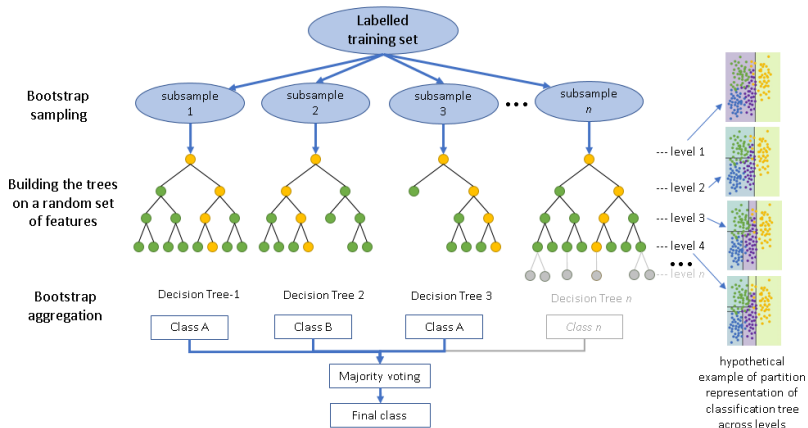 Labelled
training set
Bootstrap
sampling
subsample
1
subsample
2
subsample
3
...
subsample
n
Building the trees
on a random set
of features
--- level 1
--- level 2
--- level 3
--- level 4
...
--- level n
Bootstrap
aggregation
Decision Tree-1
Decision Tree 2
Decision Tree 3
Decision Tree n
Class A
Class B
Class A
Class n
Majority voting
Final class
hypothetical
example of partition
representation of
classification tree
across levels